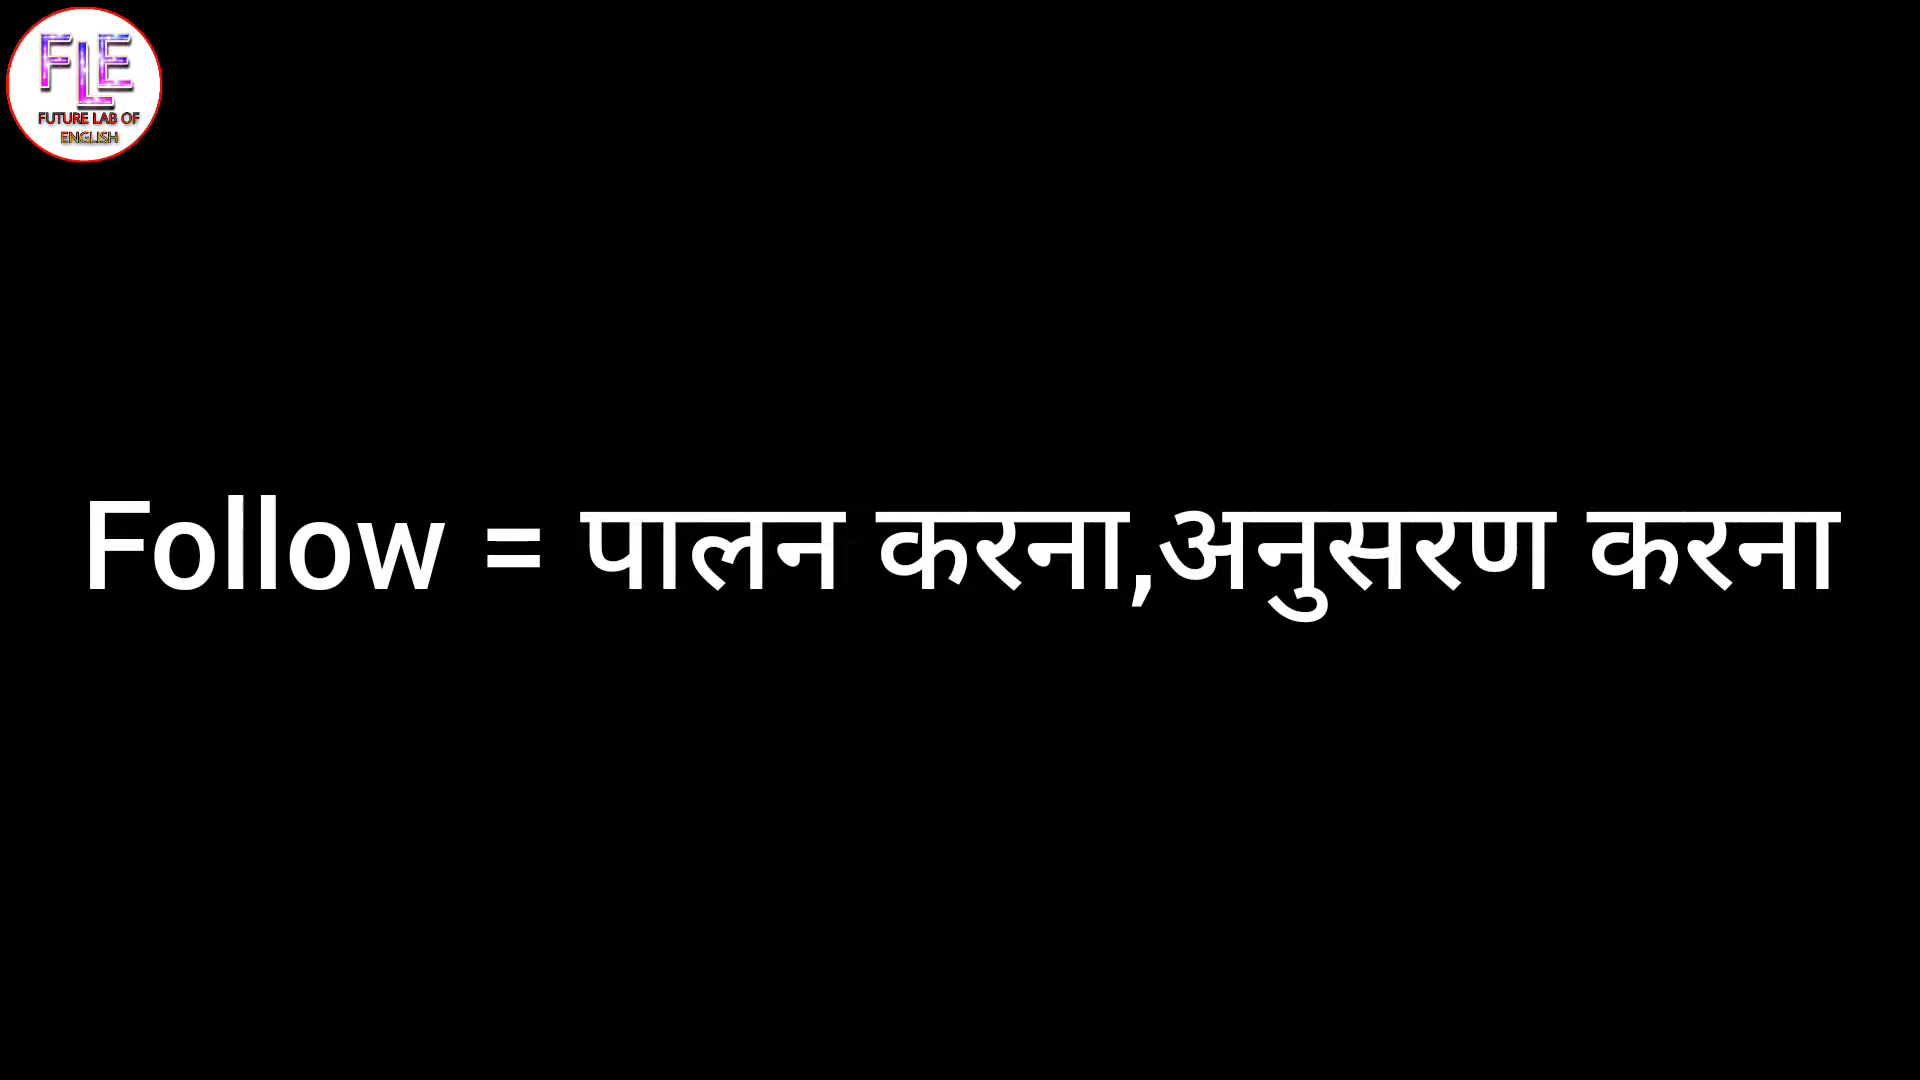 FLE
FUTURE LAB OF
ENGLISH
Follow = पालन करना,अनुसरण करना